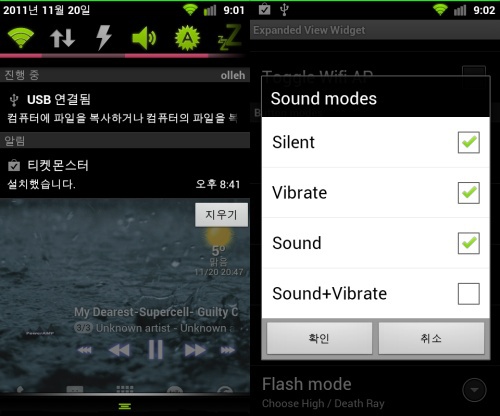 2011년 11월 20일
9:01
진행 중
olleh
USB 연결됨
컴퓨터에 파일을 복사하거나 컴퓨터의 파일을 복
알림
티켓몬스터
설치했습니다.
오후 8:41
지우기
5°
맑음
11/20 20:47
My Dearest-Supercell- Guilty C
3/3 Unknown artist - Unknown
9:02
Expanded View Widget
Toggle Wifi AP
Sound modes
Silent
Vibrate
Sound
Sound+Vibrate
확인
취소
Flash mode
Choose High / Death Ray